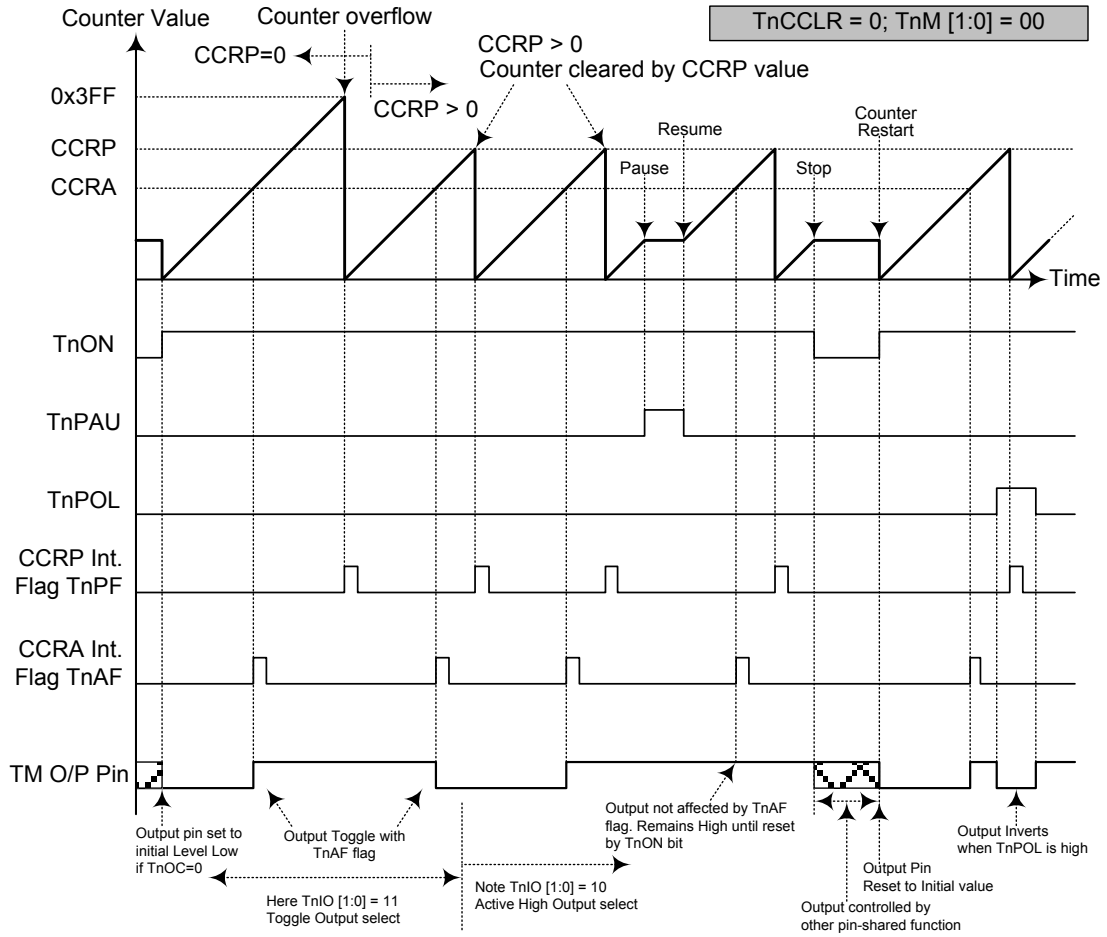 Counter Value
Counter overflow
TnCCLR = 0; TnM [1:0] = 00
CCRP=0
CCRP > 0
CCRP > 0
Counter cleared by CCRP value
0x3FF
CCRP
CCRA
Pause
Resume
Stop
Counter
Restart
Time
TnON
TnPAU
TnPOL
CCRP Int.
Flag TnPF
CCRA Int.
Flag TnAF
TM O/P Pin
Output pin set to
initial Level Low
if TnOC=0
Output Toggle with
TnAF flag
Here TnIO [1:0] = 11
Toggle Output select
Note TnIO [1:0] = 10
Active High Output select
Output not affected by TnAF
flag. Remains High until reset
by TnON bit
Output Pin
Reset to Initial value
Output controlled by
other pin-shared function
Output Inverts
when TnPOL is high